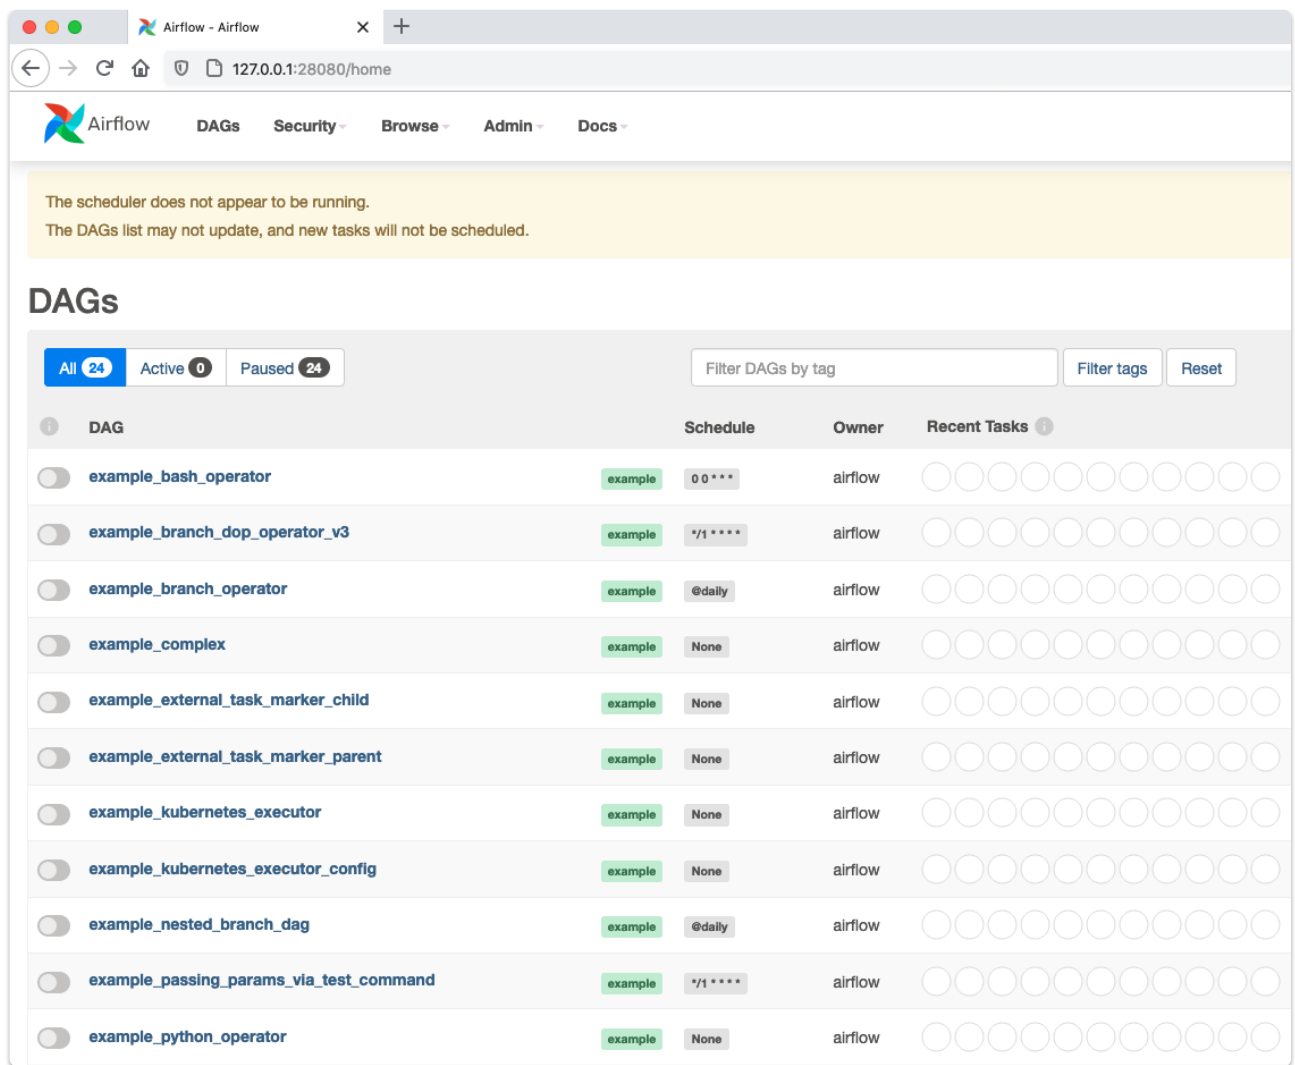 Airflow - Airflow
127.0.0.1:28080/home
Airflow DAGs Security Browse Admin Docs
The scheduler does not appear to be running.
The DAGs list may not update, and new tasks will not be scheduled.
DAGs
All 24 Active 0 Paused 24 Filter DAGs by tag Filter tags Reset
i DAG Schedule Owner Recent Tasks i
example_bash_operator example 0 0 * * * airflow
example_branch_dop_operator_v3 example */1 * * * * airflow
example_branch_operator example @daily airflow
example_complex example None airflow
example_external_task_marker_child example None airflow
example_external_task_marker_parent example None airflow
example_kubernetes_executor example None airflow
example_kubernetes_executor_config example None airflow
example_nested_branch_dag example @daily airflow
example_passing_params_via_test_command example */1 * * * * airflow
example_python_operator example None airflow